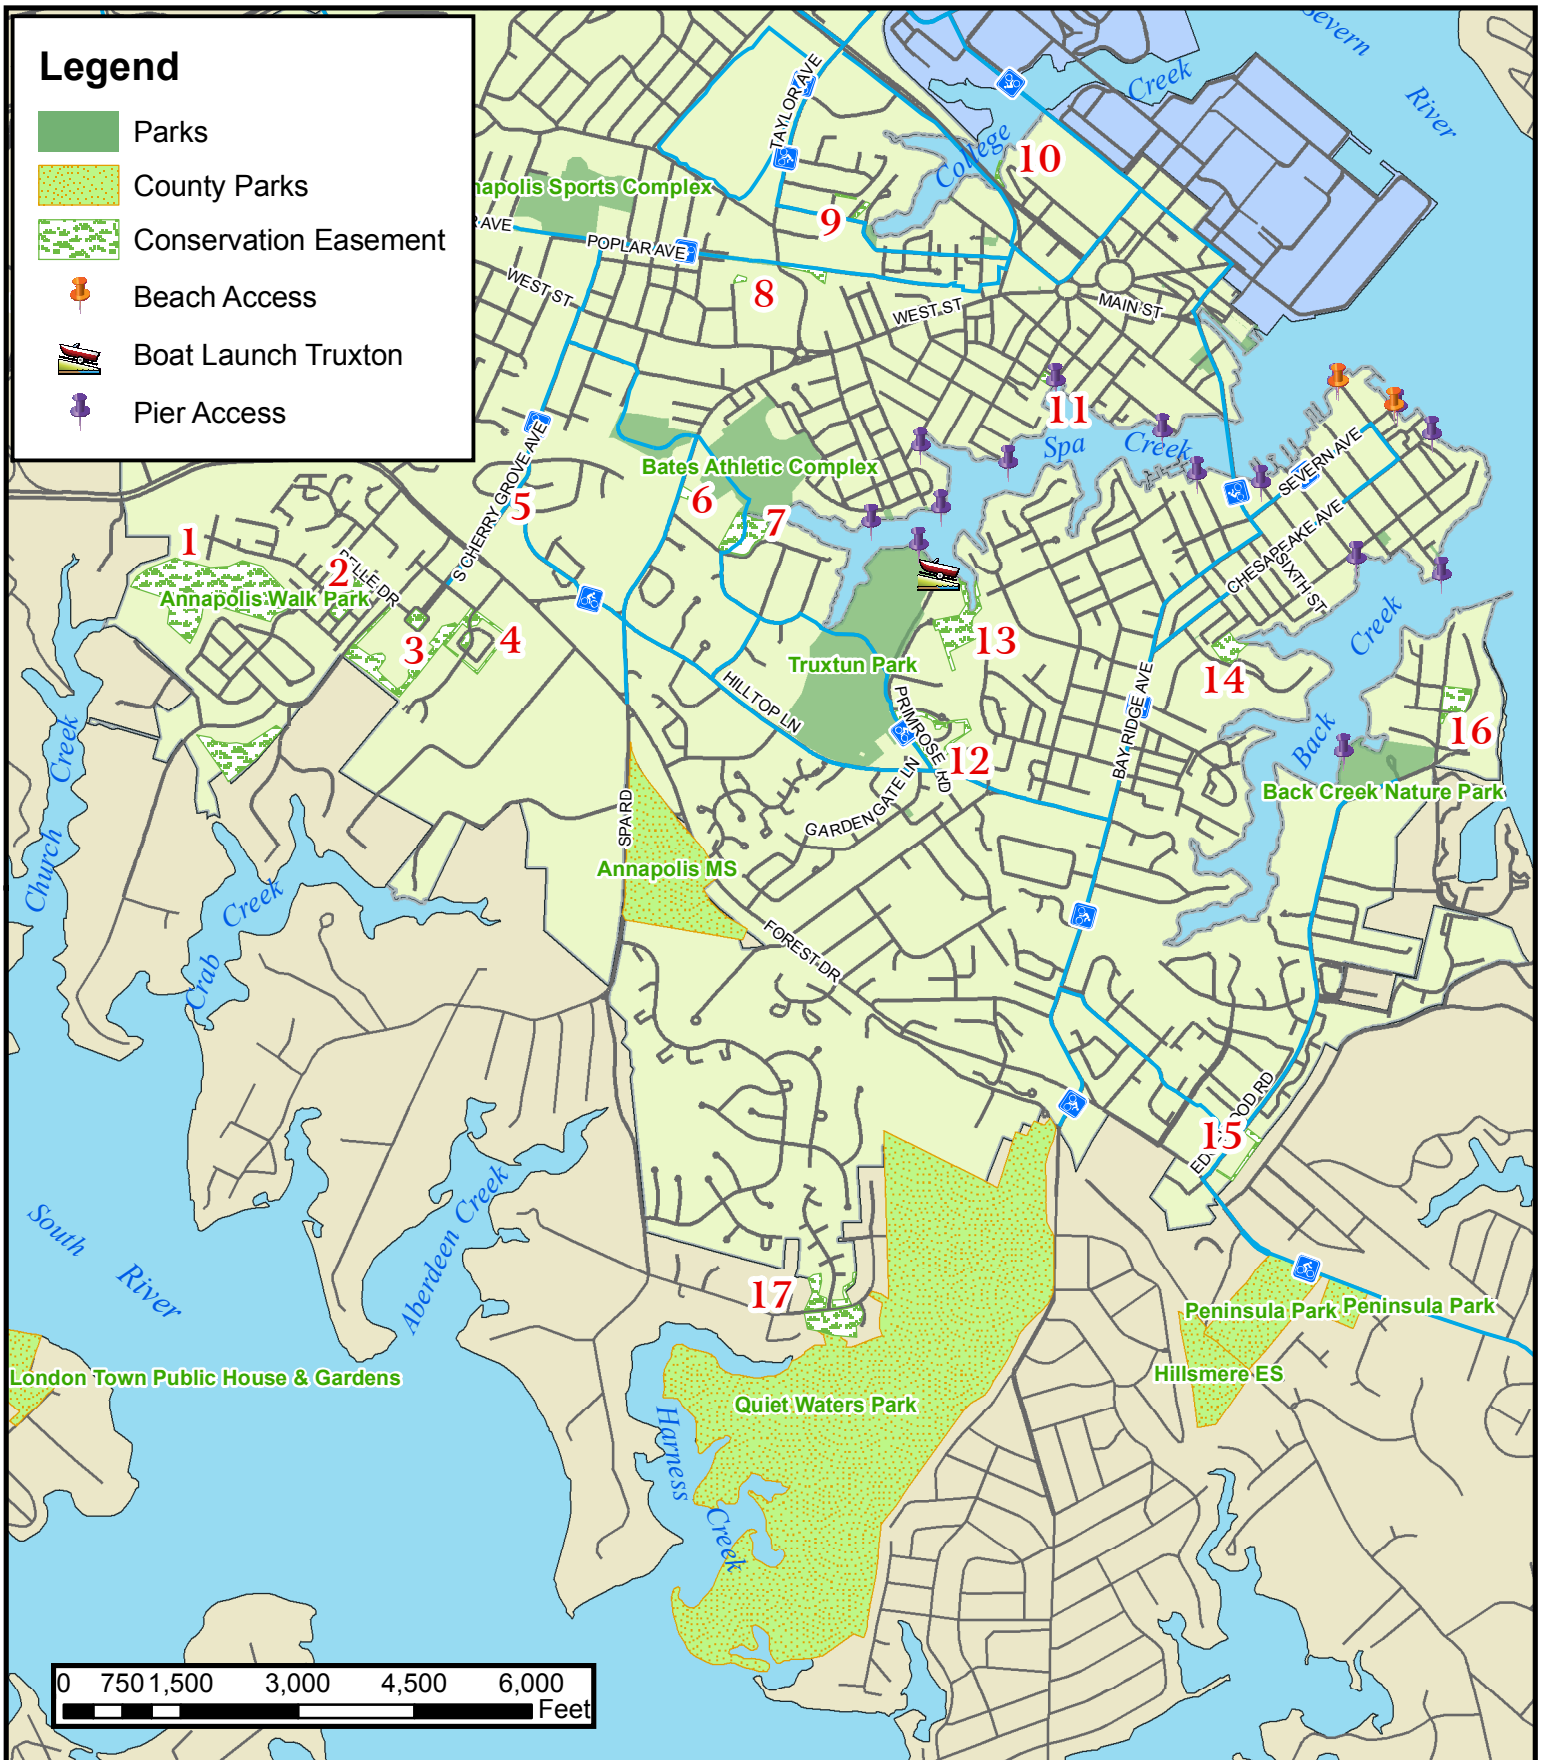 Legend
Parks
County Parks
Conservation Easement
Beach Access
Boat Launch Truxton
Pier Access
Severn
River
Creek
College
TAYLOR AVE
10
napolis Sports Complex
9
R AVE
POPLAR AVE
WEST ST
8
WEST ST
MAIN ST
11
Spa
Creek
SEVERN AVE
S CHERRY GROVE AVE
Bates Athletic Complex
5
6
7
CHESAPEAKE AVE
SIXTH ST
1
2
BELLE DR
Annapolis Walk Park
3
4
13
Creek
Truxtun Park
14
HILLTOP LN
PRIMROSE RD
BAY RIDGE AVE
16
Back
12
Church
Creek
Back Creek Nature Park
SPA RD
GARDEN GATE LN
Annapolis MS
Crab
Creek
FOREST DR
15
South
River
Aberdeen Creek
17
Peninsula Park
Peninsula Park
London Town Public House & Gardens
Hillsmere ES
Quiet Waters Park
Harness
Creek
0 750 1,500 3,000 4,500 6,000
Feet